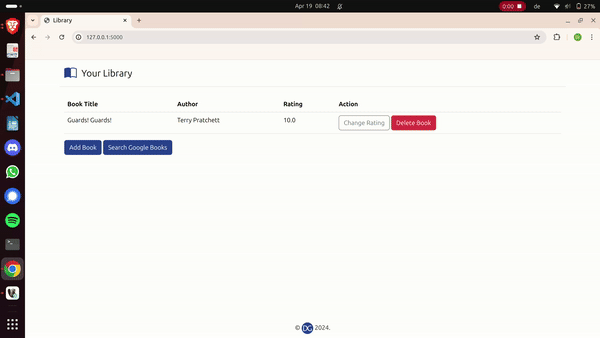 Apr 19 08:42
0:00
de
27%
Library
127.0.0.1:5000
Your Library
Book Title Author Rating Action
Guards! Guards! Terry Pratchett 10.0 Change Rating Delete Book
Add Book Search Google Books
© DG 2024.